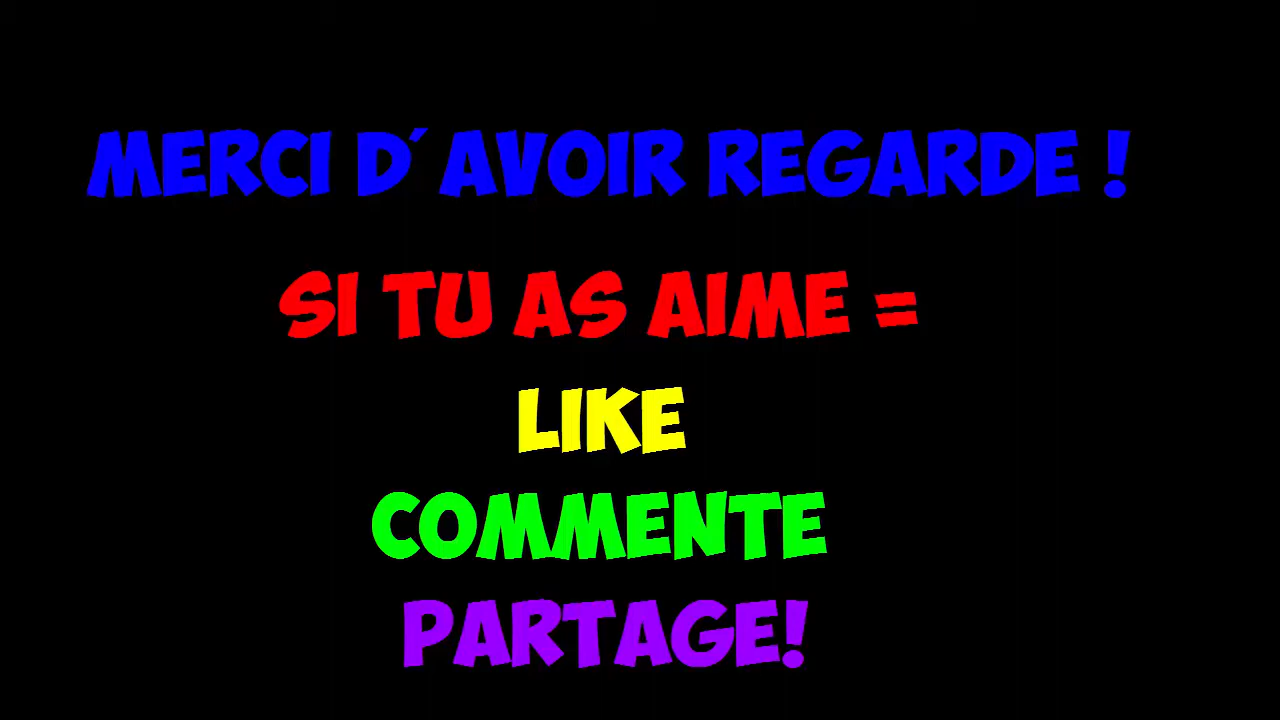 MERCI D´AVOIR REGARDE !
SI TU AS AIME =
LIKE
COMMENTE
PARTAGE!